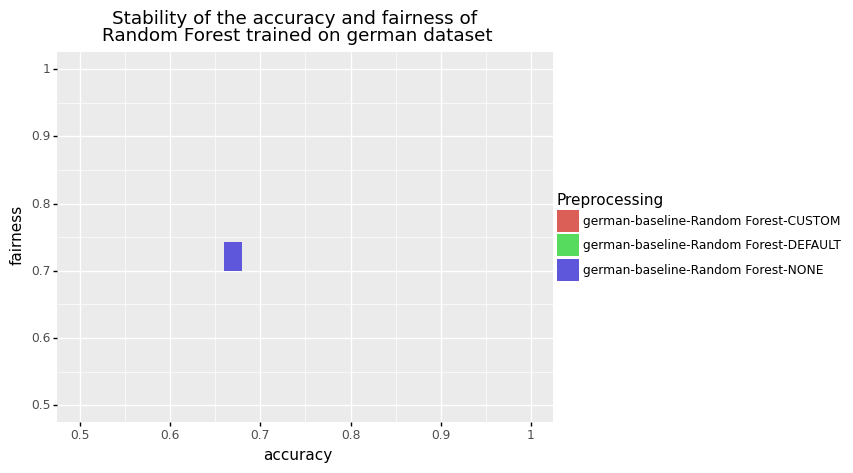 Stability of the accuracy and fairness of
Random Forest trained on german dataset
1
0.9
0.8
0.7
0.6
0.5
fairness
0.5 0.6 0.7 0.8 0.9 1
accuracy
Preprocessing
german-baseline-Random Forest-CUSTOM
german-baseline-Random Forest-DEFAULT
german-baseline-Random Forest-NONE